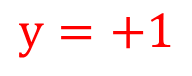 y = +1